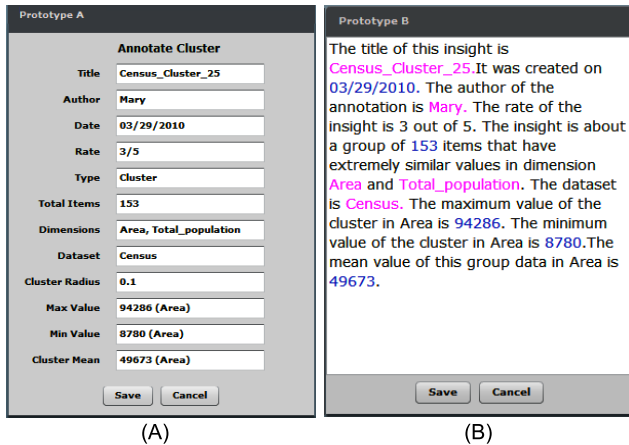 Prototype A
Annotate Cluster
Title Census_Cluster_25
Author Mary
Date 03/29/2010
Rate 3/5
Type Cluster
Total Items 153
Dimensions Area, Total_population
Dataset Census
Cluster Radius 0.1
Max Value 94286 (Area)
Min Value 8780 (Area)
Cluster Mean 49673 (Area)
Save Cancel
(A)
Prototype B
The title of this insight is
Census_Cluster_25.It was created on
03/29/2010. The author of the
annotation is Mary. The rate of the
insight is 3 out of 5. The insight is about
a group of 153 items that have
extremely similar values in dimension
Area and Total_population. The dataset
is Census. The maximum value of the
cluster in Area is 94286. The minimum
value of the cluster in Area is 8780.The
mean value of this group data in Area is
49673.
Save Cancel
(B)